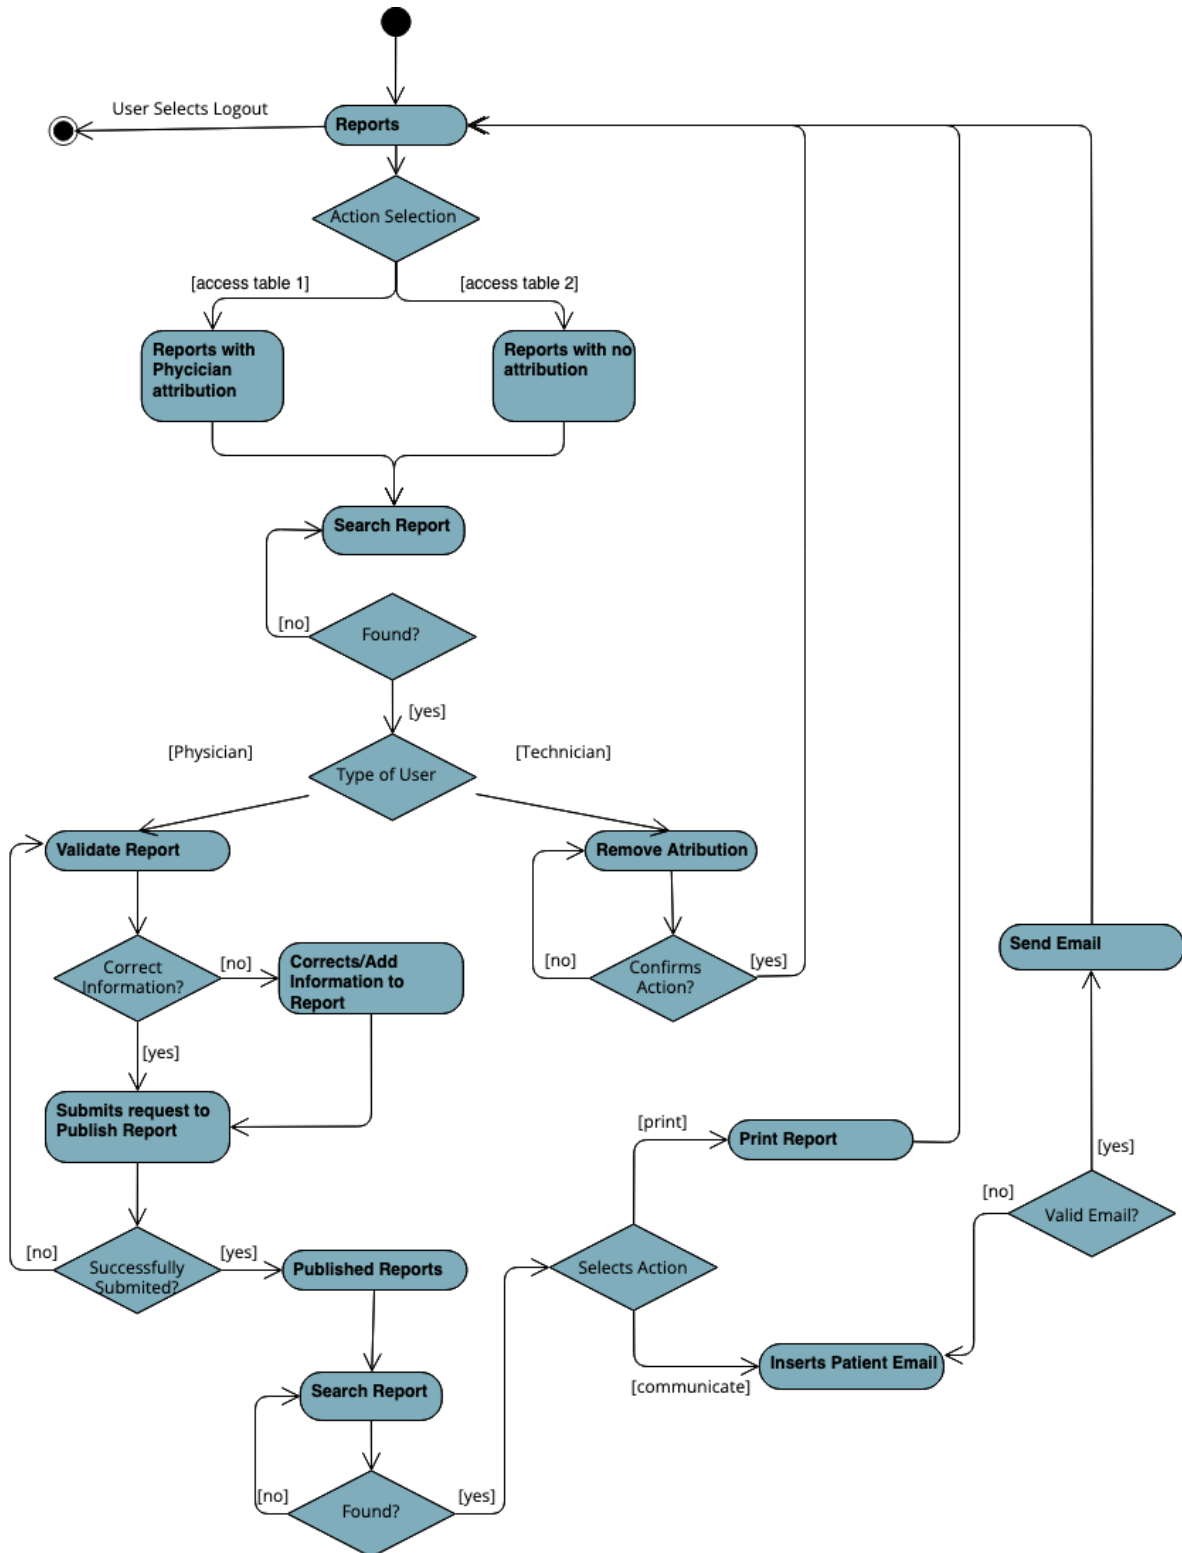 User Selects Logout
Reports
Action Selection
[access table 1]
[access table 2]
Reports with
Phycician
attribution
Reports with no
attribution
Search Report
[no]
Found?
[yes]
[Physician]
[Technician]
Type of User
Validate Report
Remove Atribution
Correct
Information?
[no]
Corrects/Add
Information to
Report
[no]
Confirms
Action?
[yes]
Send Email
[yes]
Submits request to
Publish Report
[print]
Print Report
[yes]
[no]
Valid Email?
[no]
Successfully
Submited?
[yes]
Published Reports
Selects Action
Inserts Patient Email
[communicate]
Search Report
[no]
Found?
[yes]